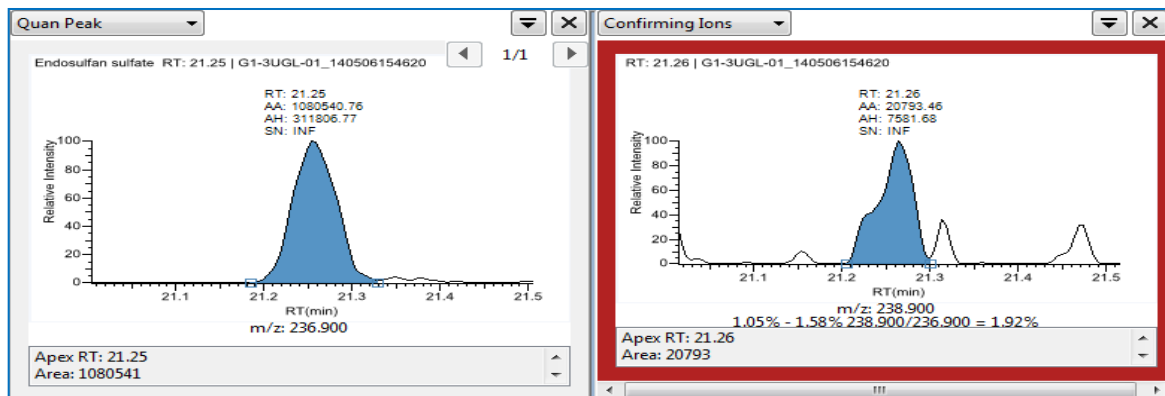 Quan Peak
Endosulfan sulfate RT: 21.25 | G1-3UGL-01_140506154620
1/1
RT: 21.25
AA: 1080540.76
AH: 311806.77
SN: INF
Relative Intensity
100
80
60
40
20
0
21.1 21.2 21.3 21.4 21.5
RT(min)
m/z: 236.900
Apex RT: 21.25
Area: 1080541
Confirming Ions
RT: 21.26 | G1-3UGL-01_140506154620
RT: 21.26
AA: 20793.46
AH: 7581.68
SN: INF
Relative Intensity
100
80
60
40
20
0
21.1 21.2 21.3 21.4 21.5
RT(min)
m/z: 238.900
1.05% - 1.58% 238.900/236.900 = 1.92%
Apex RT: 21.26
Area: 20793